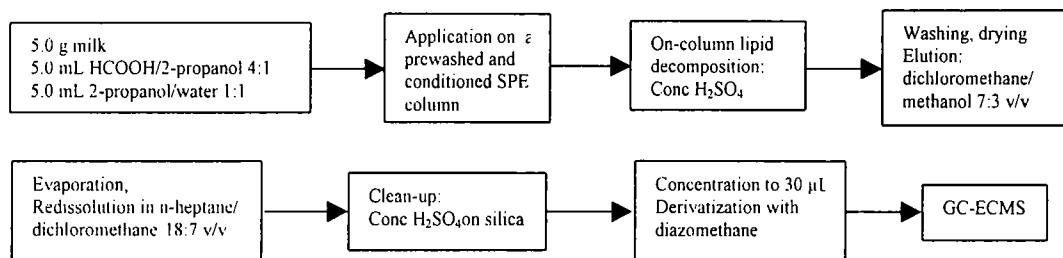 5.0 g milk
5.0 mL HCOOH/2-propanol 4:1
5.0 mL 2-propanol/water 1:1
Application on a
prewashed and
conditioned SPE
column
On-column lipid
decomposition:
Conc H₂SO₄
Washing, drying
Elution:
dichloromethane/
methanol 7:3 v/v
Evaporation,
Redissolution in n-heptane/
dichloromethane 18:7 v/v
Clean-up:
Conc H₂SO₄on silica
Concentration to 30 µL
Derivatization with
diazomethane
GC-ECMS